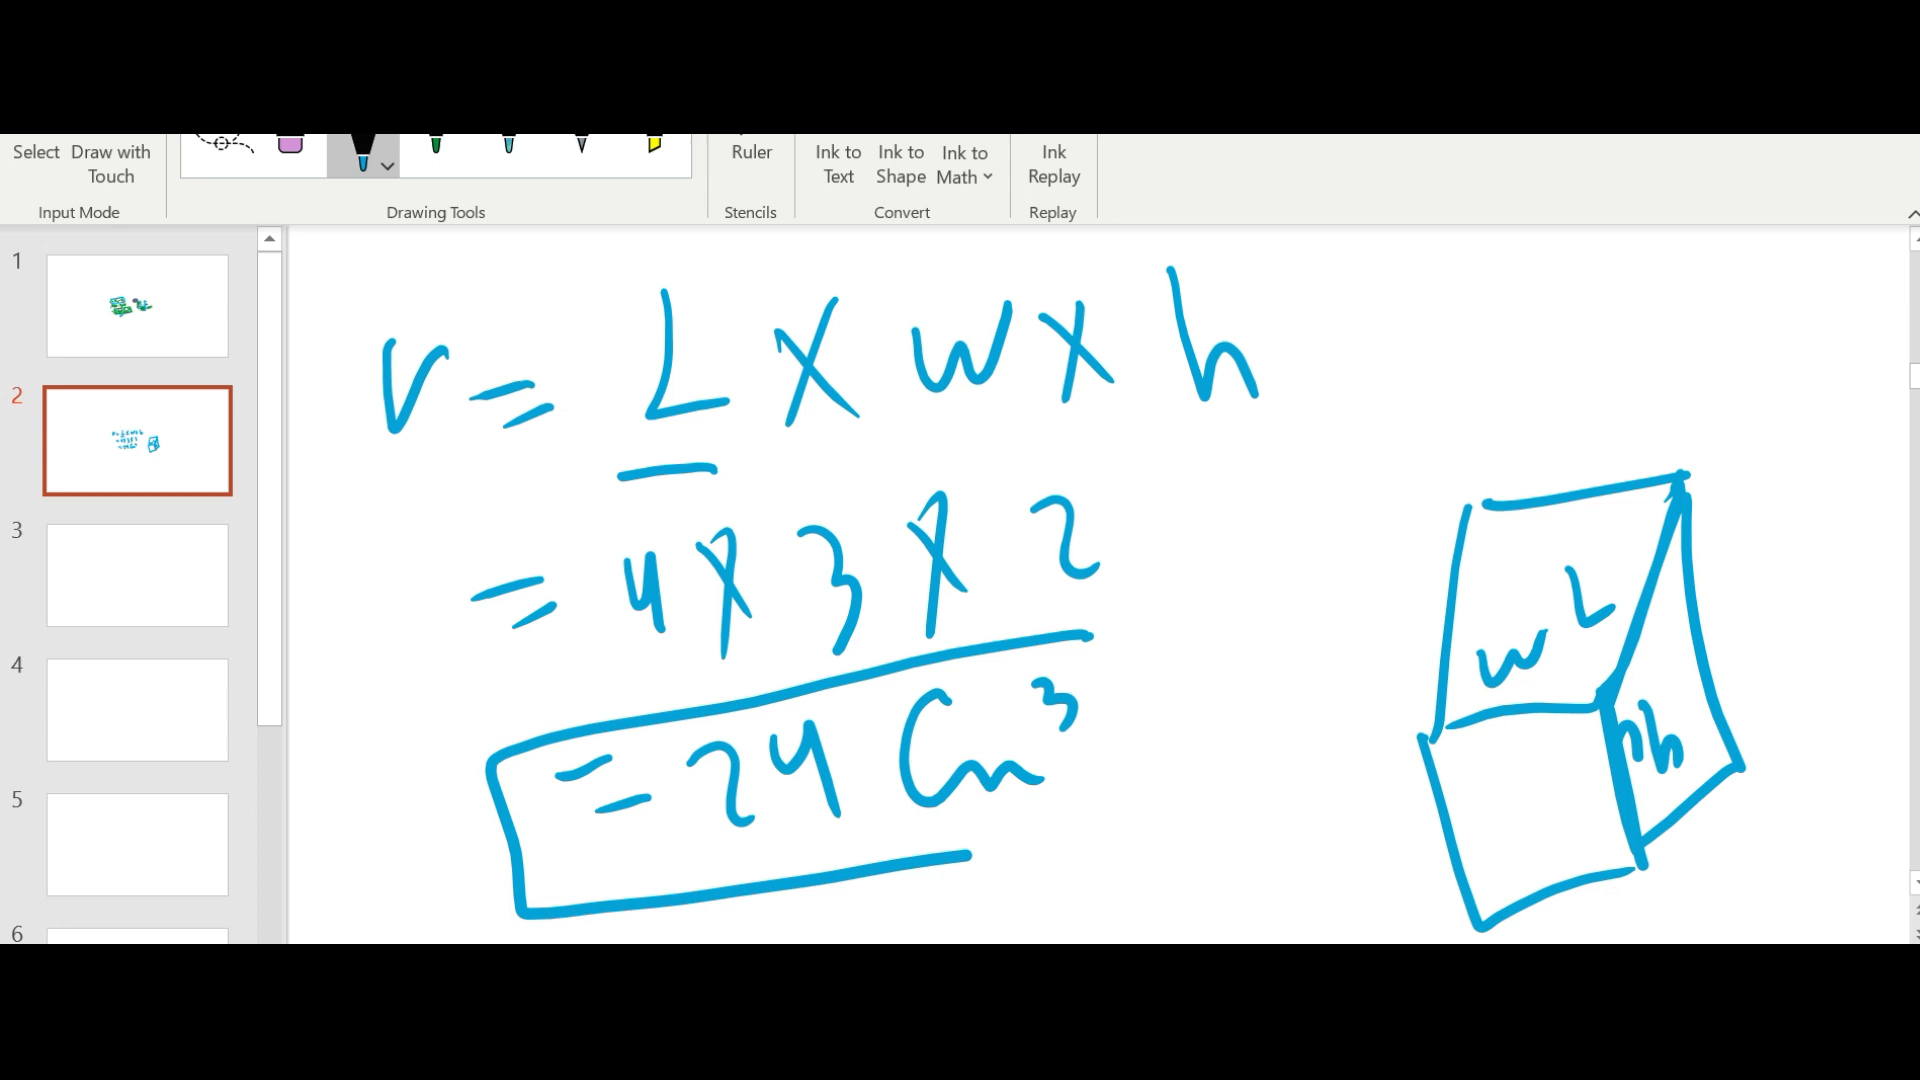 Select Draw with Touch
Ruler
Ink to Text
Ink to Shape
Ink to Math
Ink Replay
Input Mode
Drawing Tools
Stencils
Convert
Replay
1
2
3
4
5
6
V = L X w X h
= 4 X 3 X 2
= 24 Cm³
L
w
h
h